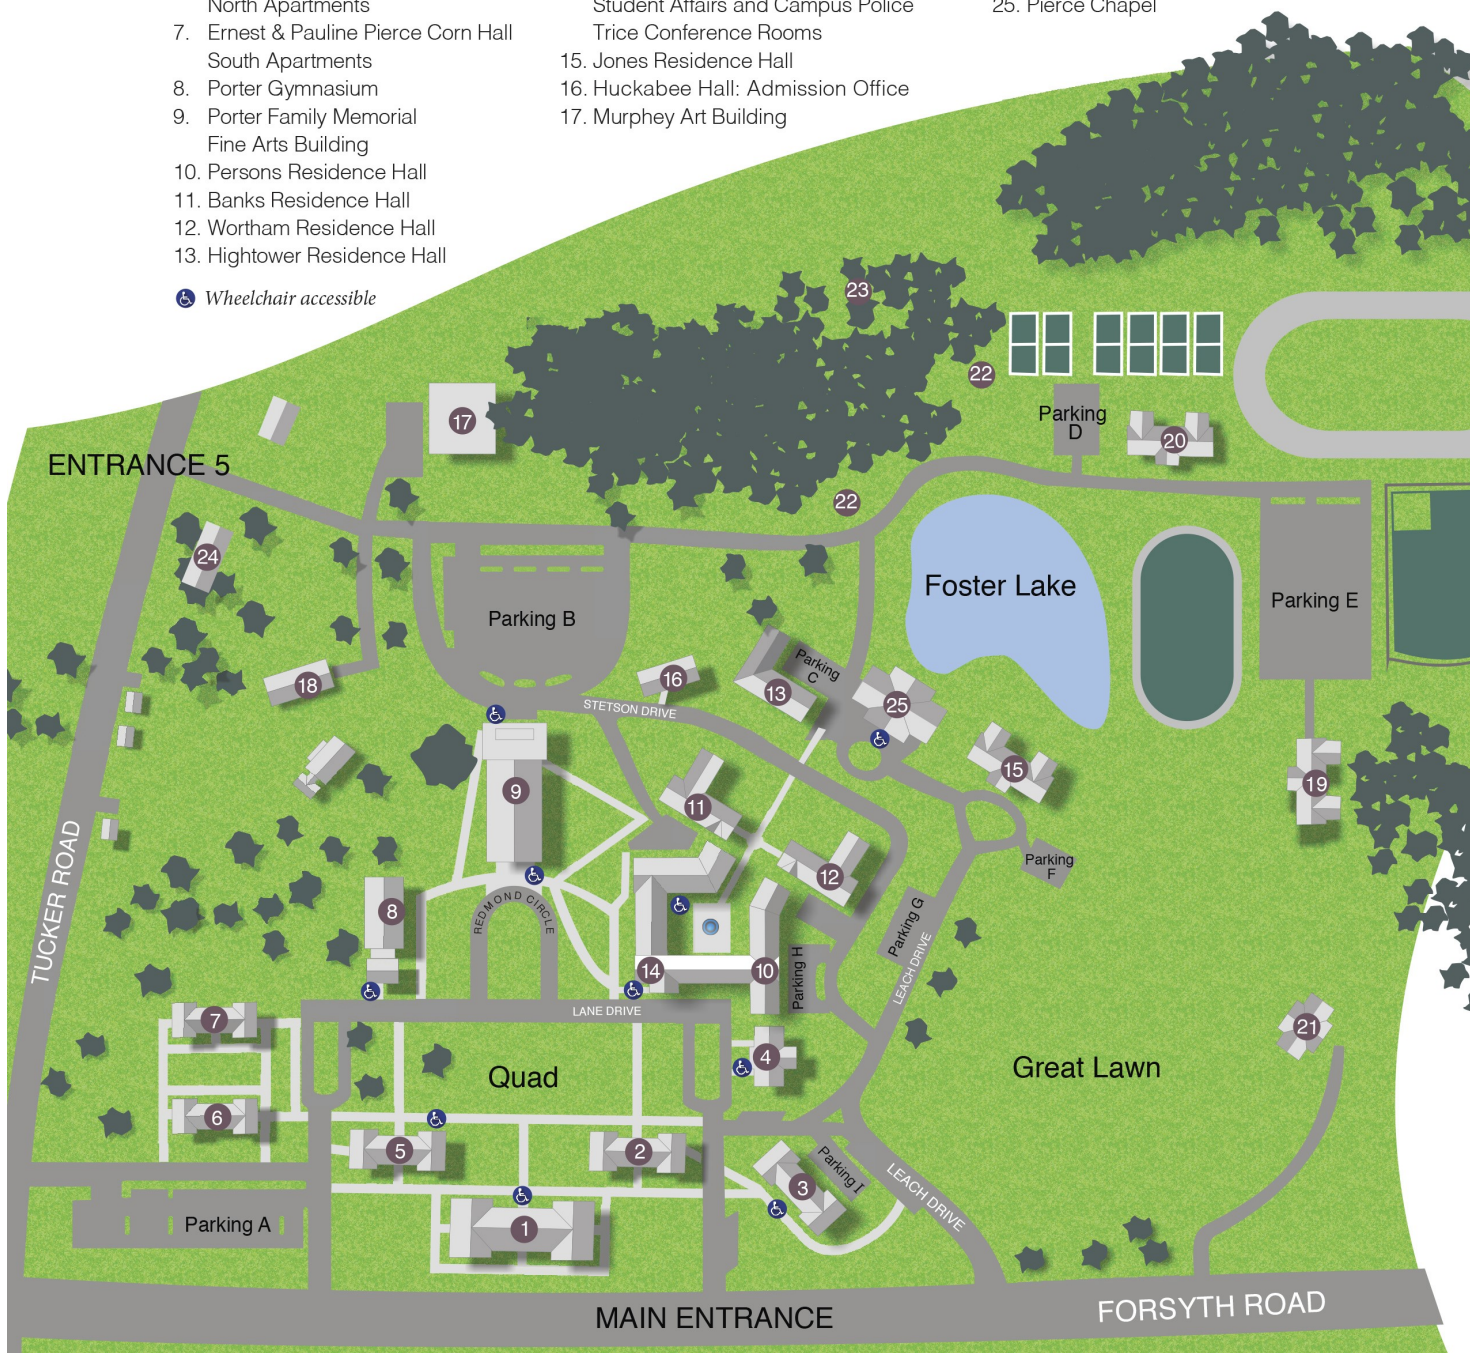 North Apartments
7. Ernest & Pauline Pierce Corn Hall
South Apartments
8. Porter Gymnasium
9. Porter Family Memorial
Fine Arts Building
10. Persons Residence Hall
11. Banks Residence Hall
12. Wortham Residence Hall
13. Hightower Residence Hall
Wheelchair accessible
Student Affairs and Campus Police
Trice Conference Rooms
15. Jones Residence Hall
16. Huckabee Hall: Admission Office
17. Murphey Art Building
25. Pierce Chapel
23
22
17
Parking
D
20
ENTRANCE 5
22
24
Foster Lake
Parking B
Parking E
18
16
13
Parking
C
25
STETSON DRIVE
15
19
9
11
12
Parking
F
TUCKER ROAD
8
REDMOND CIRCLE
Parking G
LEACH DRIVE
14
10
Parking H
7
LANE DRIVE
21
4
Quad
Great Lawn
6
5
2
3
Parking I
LEACH DRIVE
Parking A
1
MAIN ENTRANCE
FORSYTH ROAD